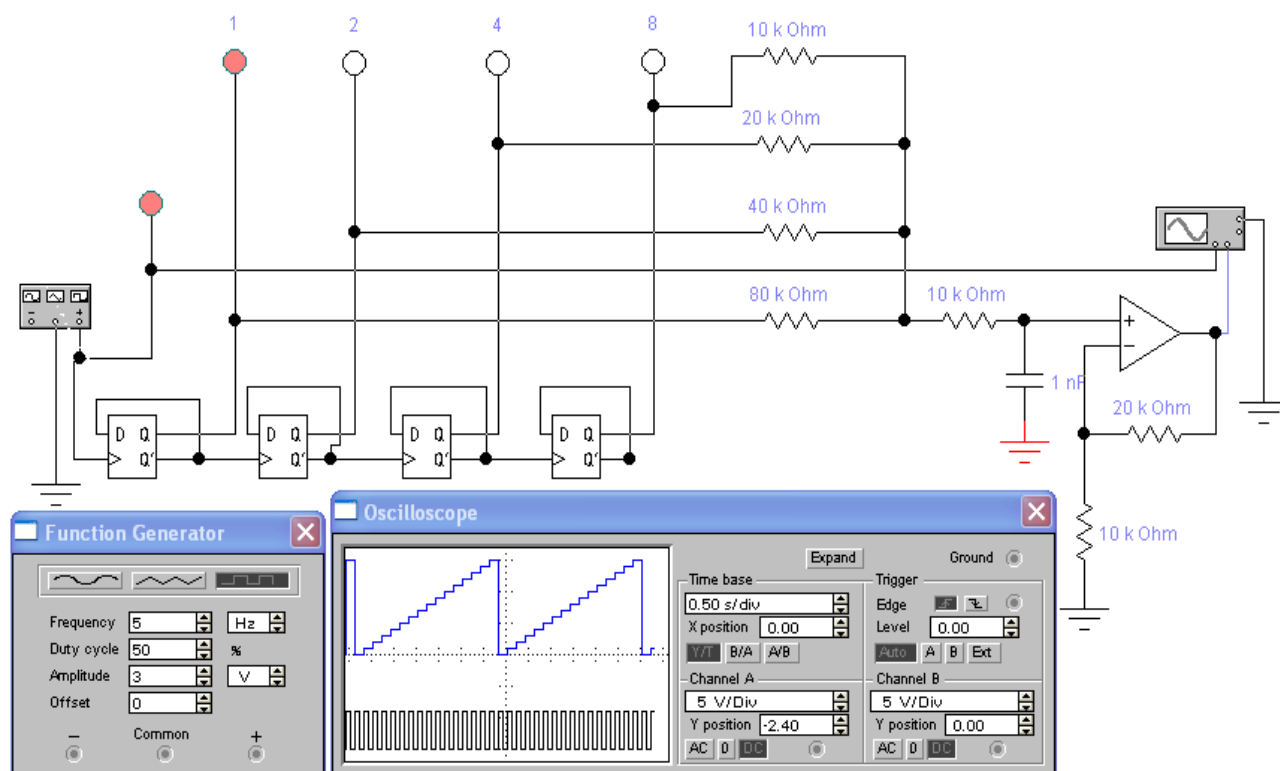 1 2 4 8 10 k Ohm
20 k Ohm
40 k Ohm
80 k Ohm 10 k Ohm
- +
+
-
1 nF
20 k Ohm
10 k Ohm
D Q D Q D Q D Q
Q' Q' Q' Q'
Function Generator
Frequency 5 Hz
Duty cycle 50 %
Amplitude 3 V
Offset 0
- Common +
Oscilloscope
Expand Ground
Time base
0.50 s/div
X position 0.00
Y/T B/A A/B
Trigger
Edge
Level 0.00
Auto A B Ext
Channel A
5 V/Div
Y position -2.40
AC 0 DC
Channel B
5 V/Div
Y position 0.00
AC 0 DC